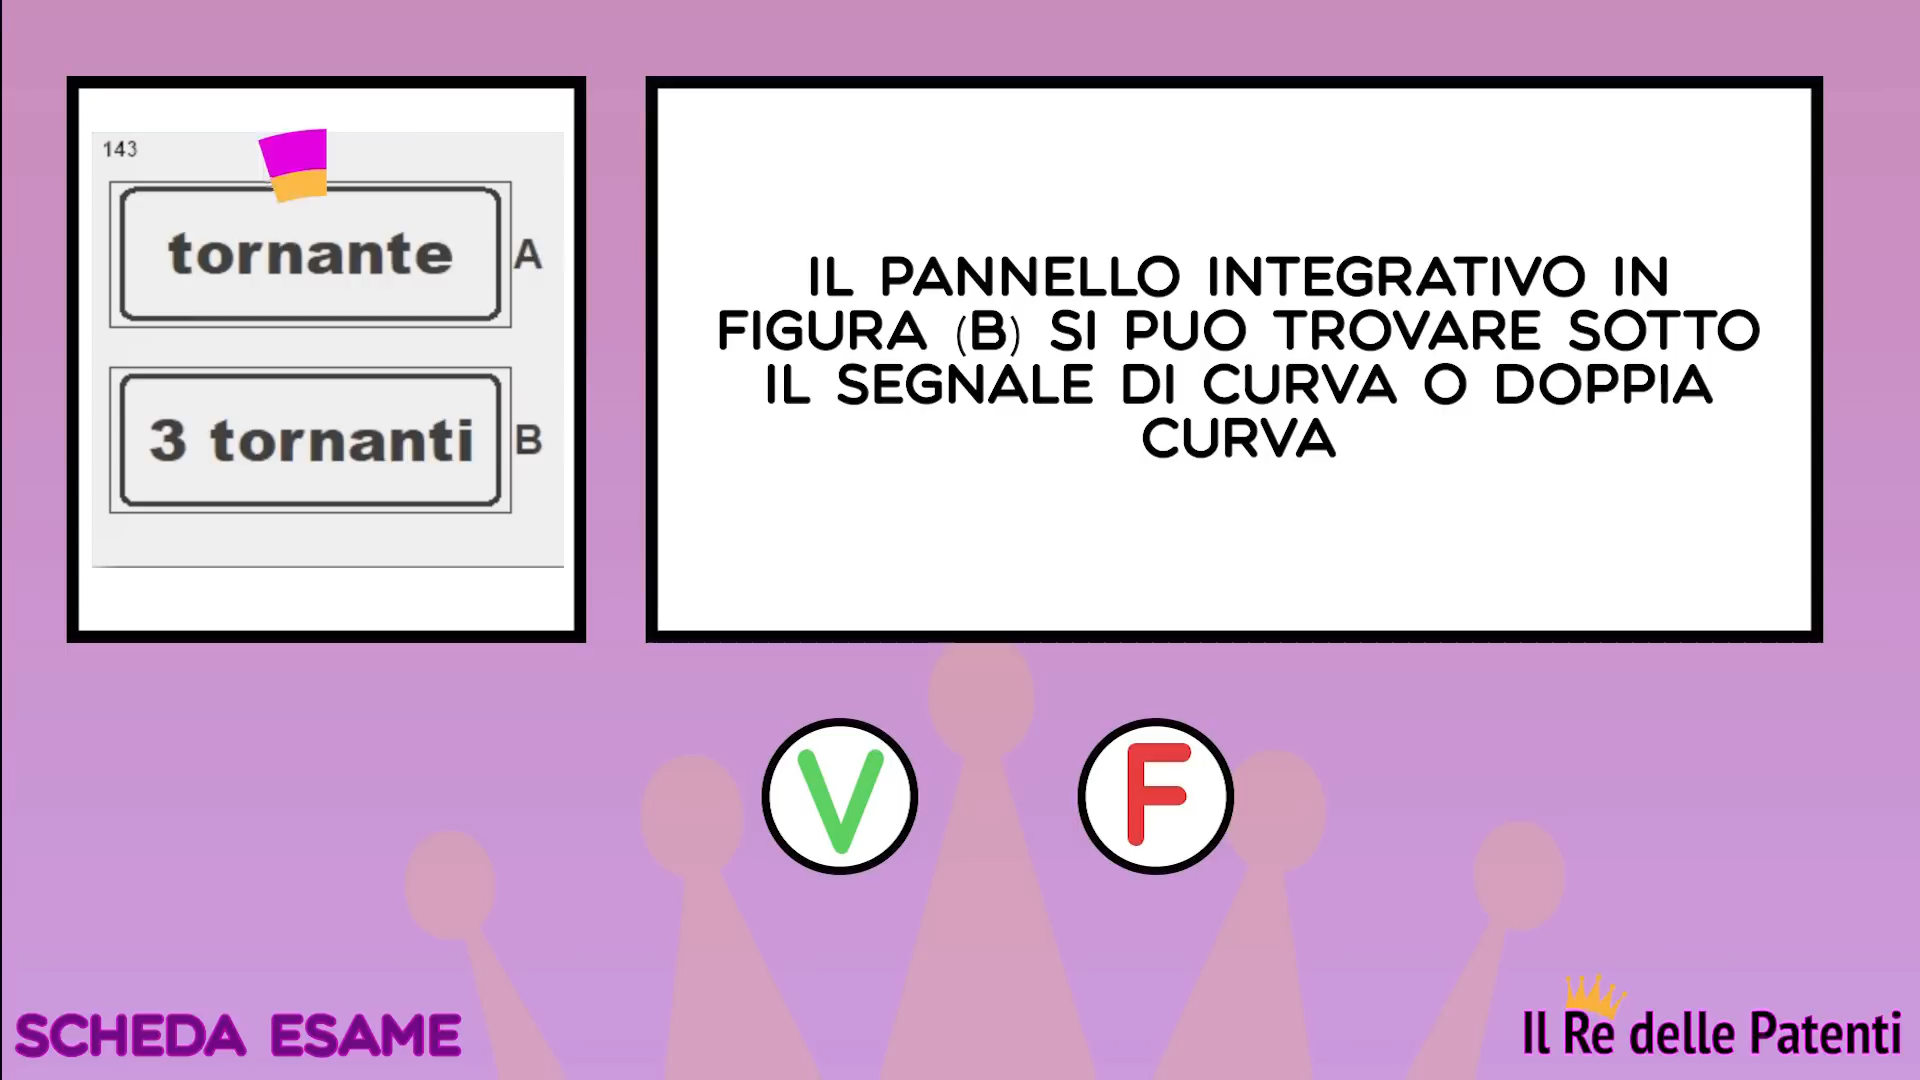 143
tornante
A
3 tornanti
B
IL PANNELLO INTEGRATIVO IN
FIGURA (B) SI PUO TROVARE SOTTO
IL SEGNALE DI CURVA O DOPPIA
CURVA
V
F
SCHEDA ESAME
Il Re delle Patenti